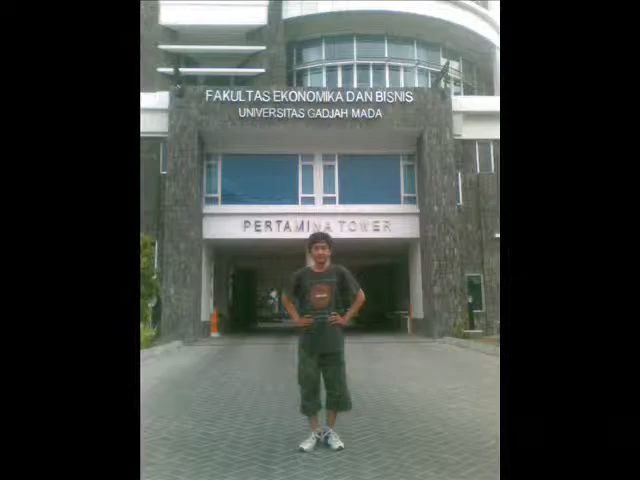 FAKULTAS EKONOMIKA DAN BISNIS
UNIVERSITAS GADJAH MADA
PERTAMINA TOWER